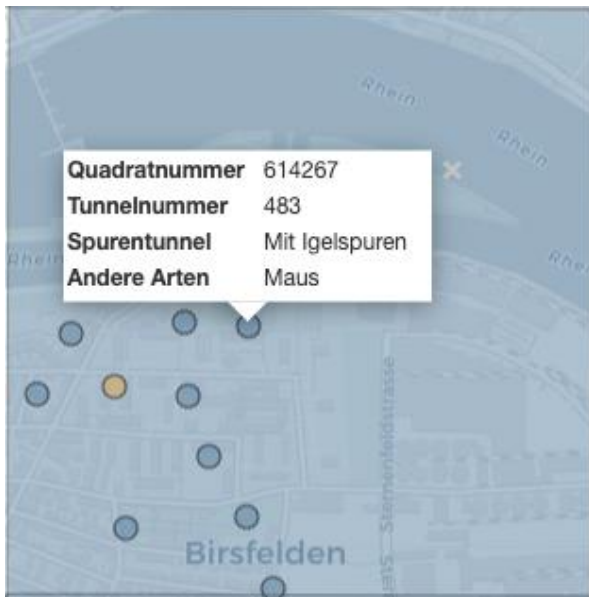 Rhein
Rhein
Quadratnummer 614267
Tunnelnummer 483
Spurentunnel Mit Igelspuren
Andere Arten Maus
Rhein
Rhe
Sternenfeldstrasse
Birsfelden